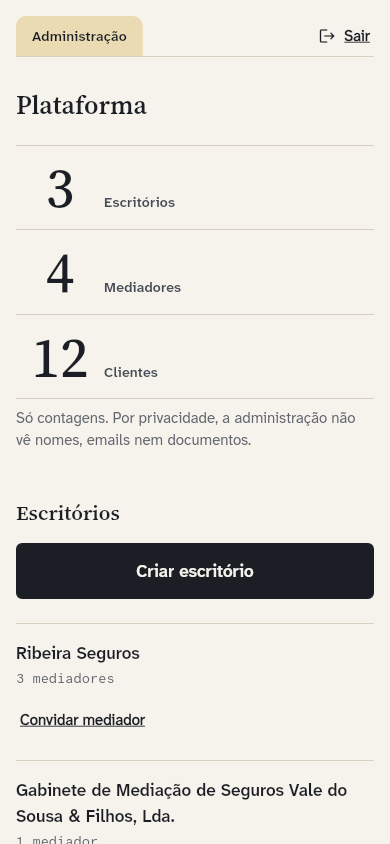 Administração
Sair
Plataforma
3 Escritórios
4 Mediadores
12 Clientes
Só contagens. Por privacidade, a administração não
vê nomes, emails nem documentos.
Escritórios
Criar escritório
Ribeira Seguros
3 mediadores
Convidar mediador
Gabinete de Mediação de Seguros Vale do
Sousa & Filhos, Lda.
1 mediador